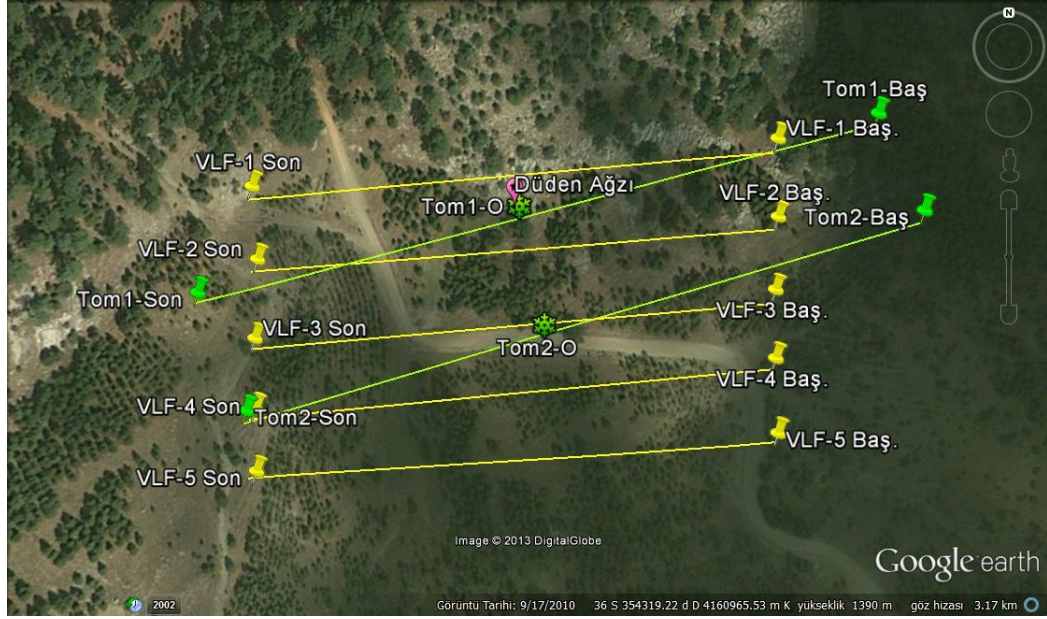 N
Tom1-Baş
VLF-1 Baş.
VLF-1 Son
Düden Ağzı
VLF-2 Baş.
Tom1-O
Tom2-Baş
VLF-2 Son
Tom1-Son
VLF-3 Baş.
VLF-3 Son
Tom2-O
VLF-4 Baş.
VLF-4 Son
Tom2-Son
VLF-5 Baş.
VLF-5 Son
Image © 2013 DigitalGlobe
Google earth
2002
Görüntü Tarihi: 9/17/2010 36 S 354319.22 d D 4160965.53 m K yükseklik 1390 m göz hizası 3.17 km